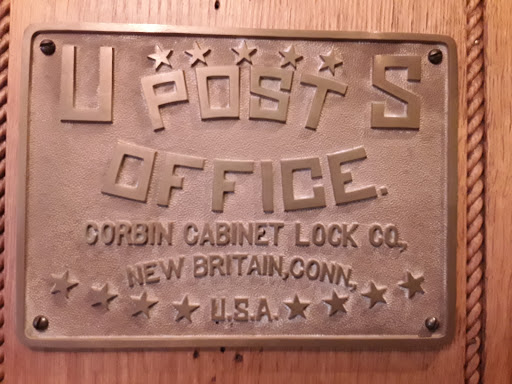 U POST S
OFFICE.
CORBIN CABINET LOCK CO,
NEW BRITAIN, CONN,
U.S.A.